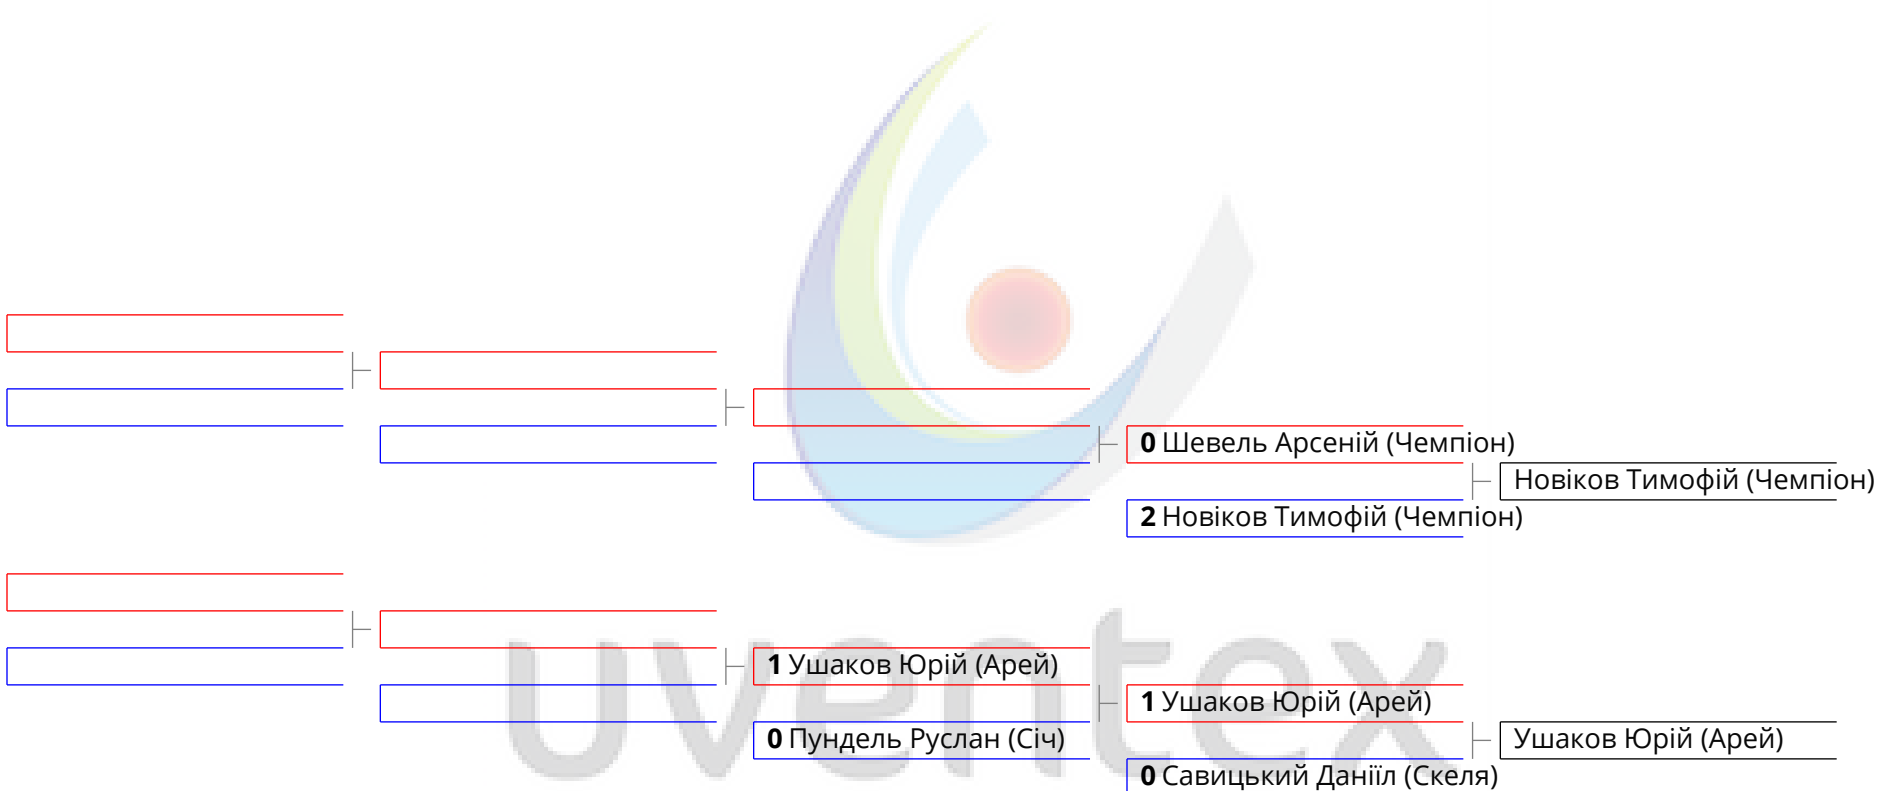 0 Шевель Арсеній (Чемпіон)
Новіков Тимофій (Чемпіон)
2 Новіков Тимофій (Чемпіон)
1 Ушаков Юрій (Арей)
1 Ушаков Юрій (Арей)
0 Пундель Руслан (Січ)
Ушаков Юрій (Арей)
0 Савицький Данііл (Скеля)
uventex